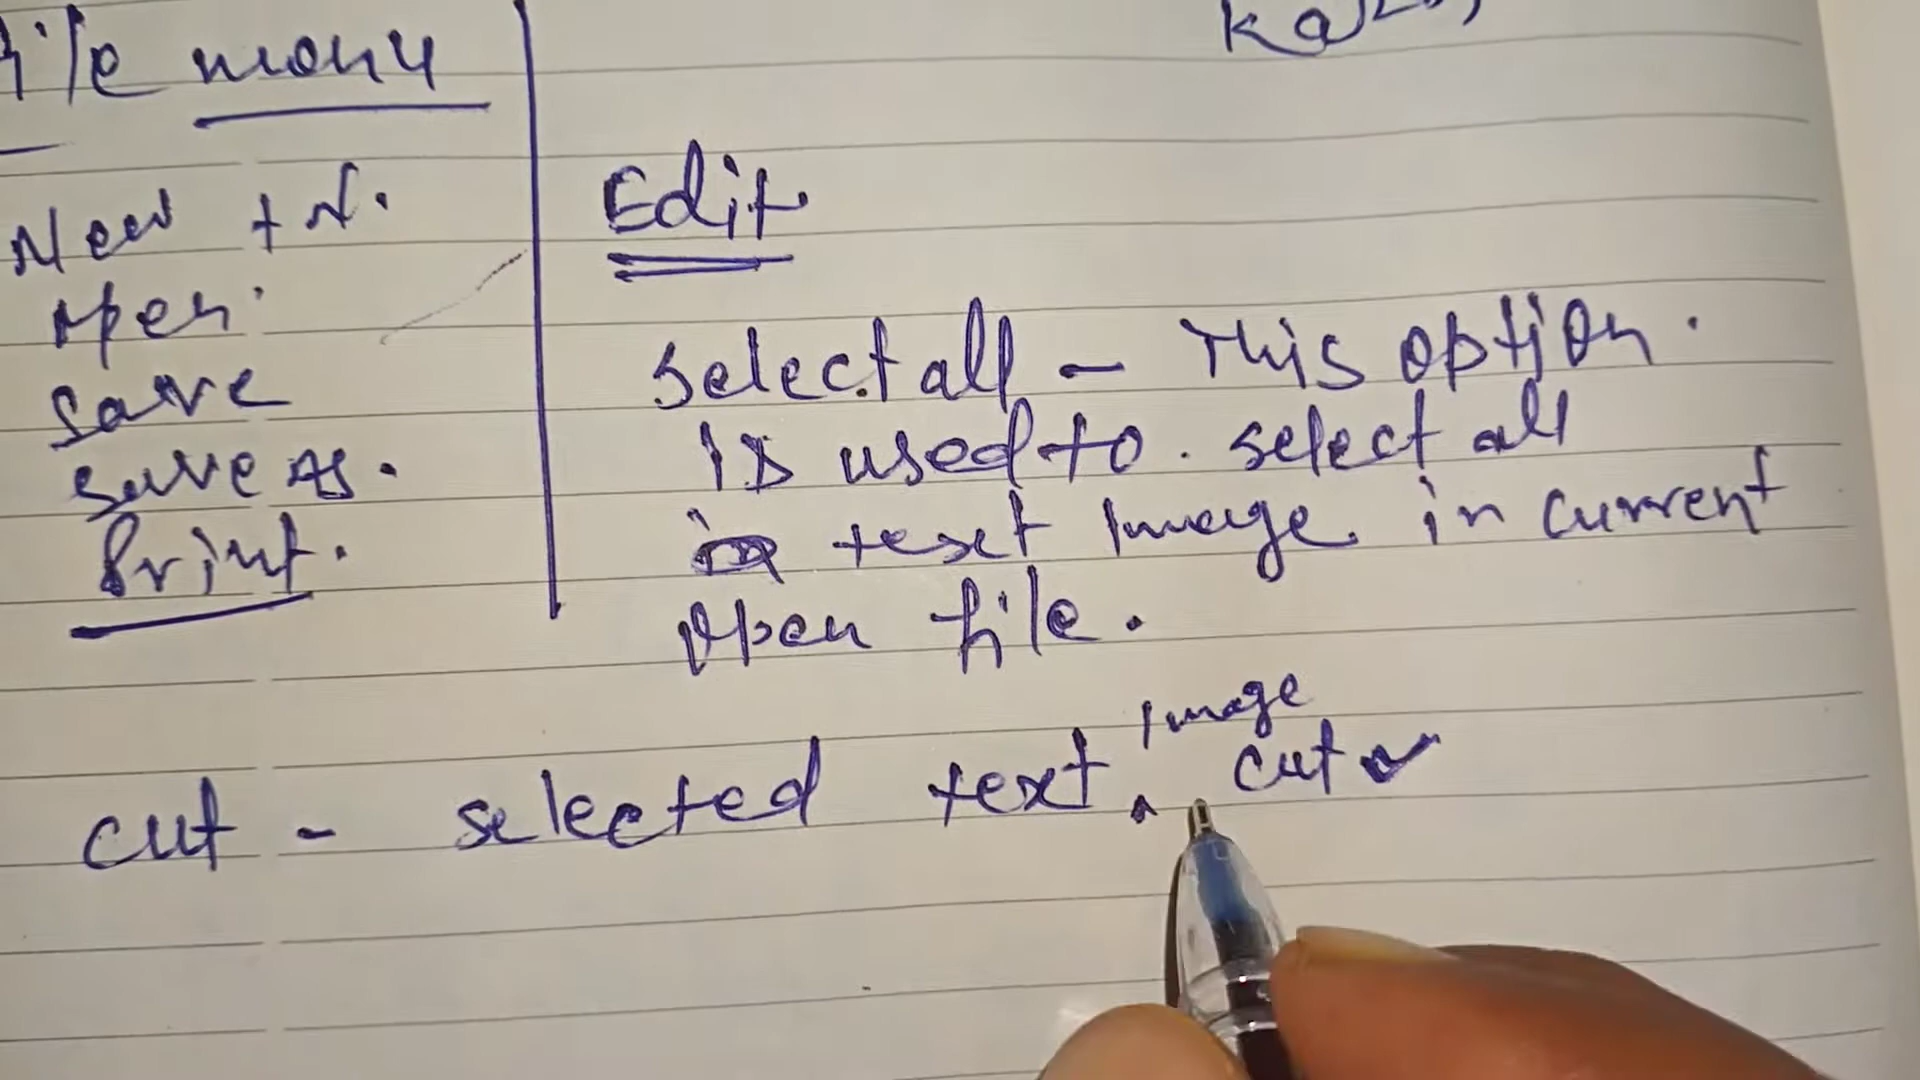 File menu
New + N.
open.
save
save As.
Print.
Edit
select all - This option.
is used to. select all
text Image in current
open file.
Image
cut - selected text. cut